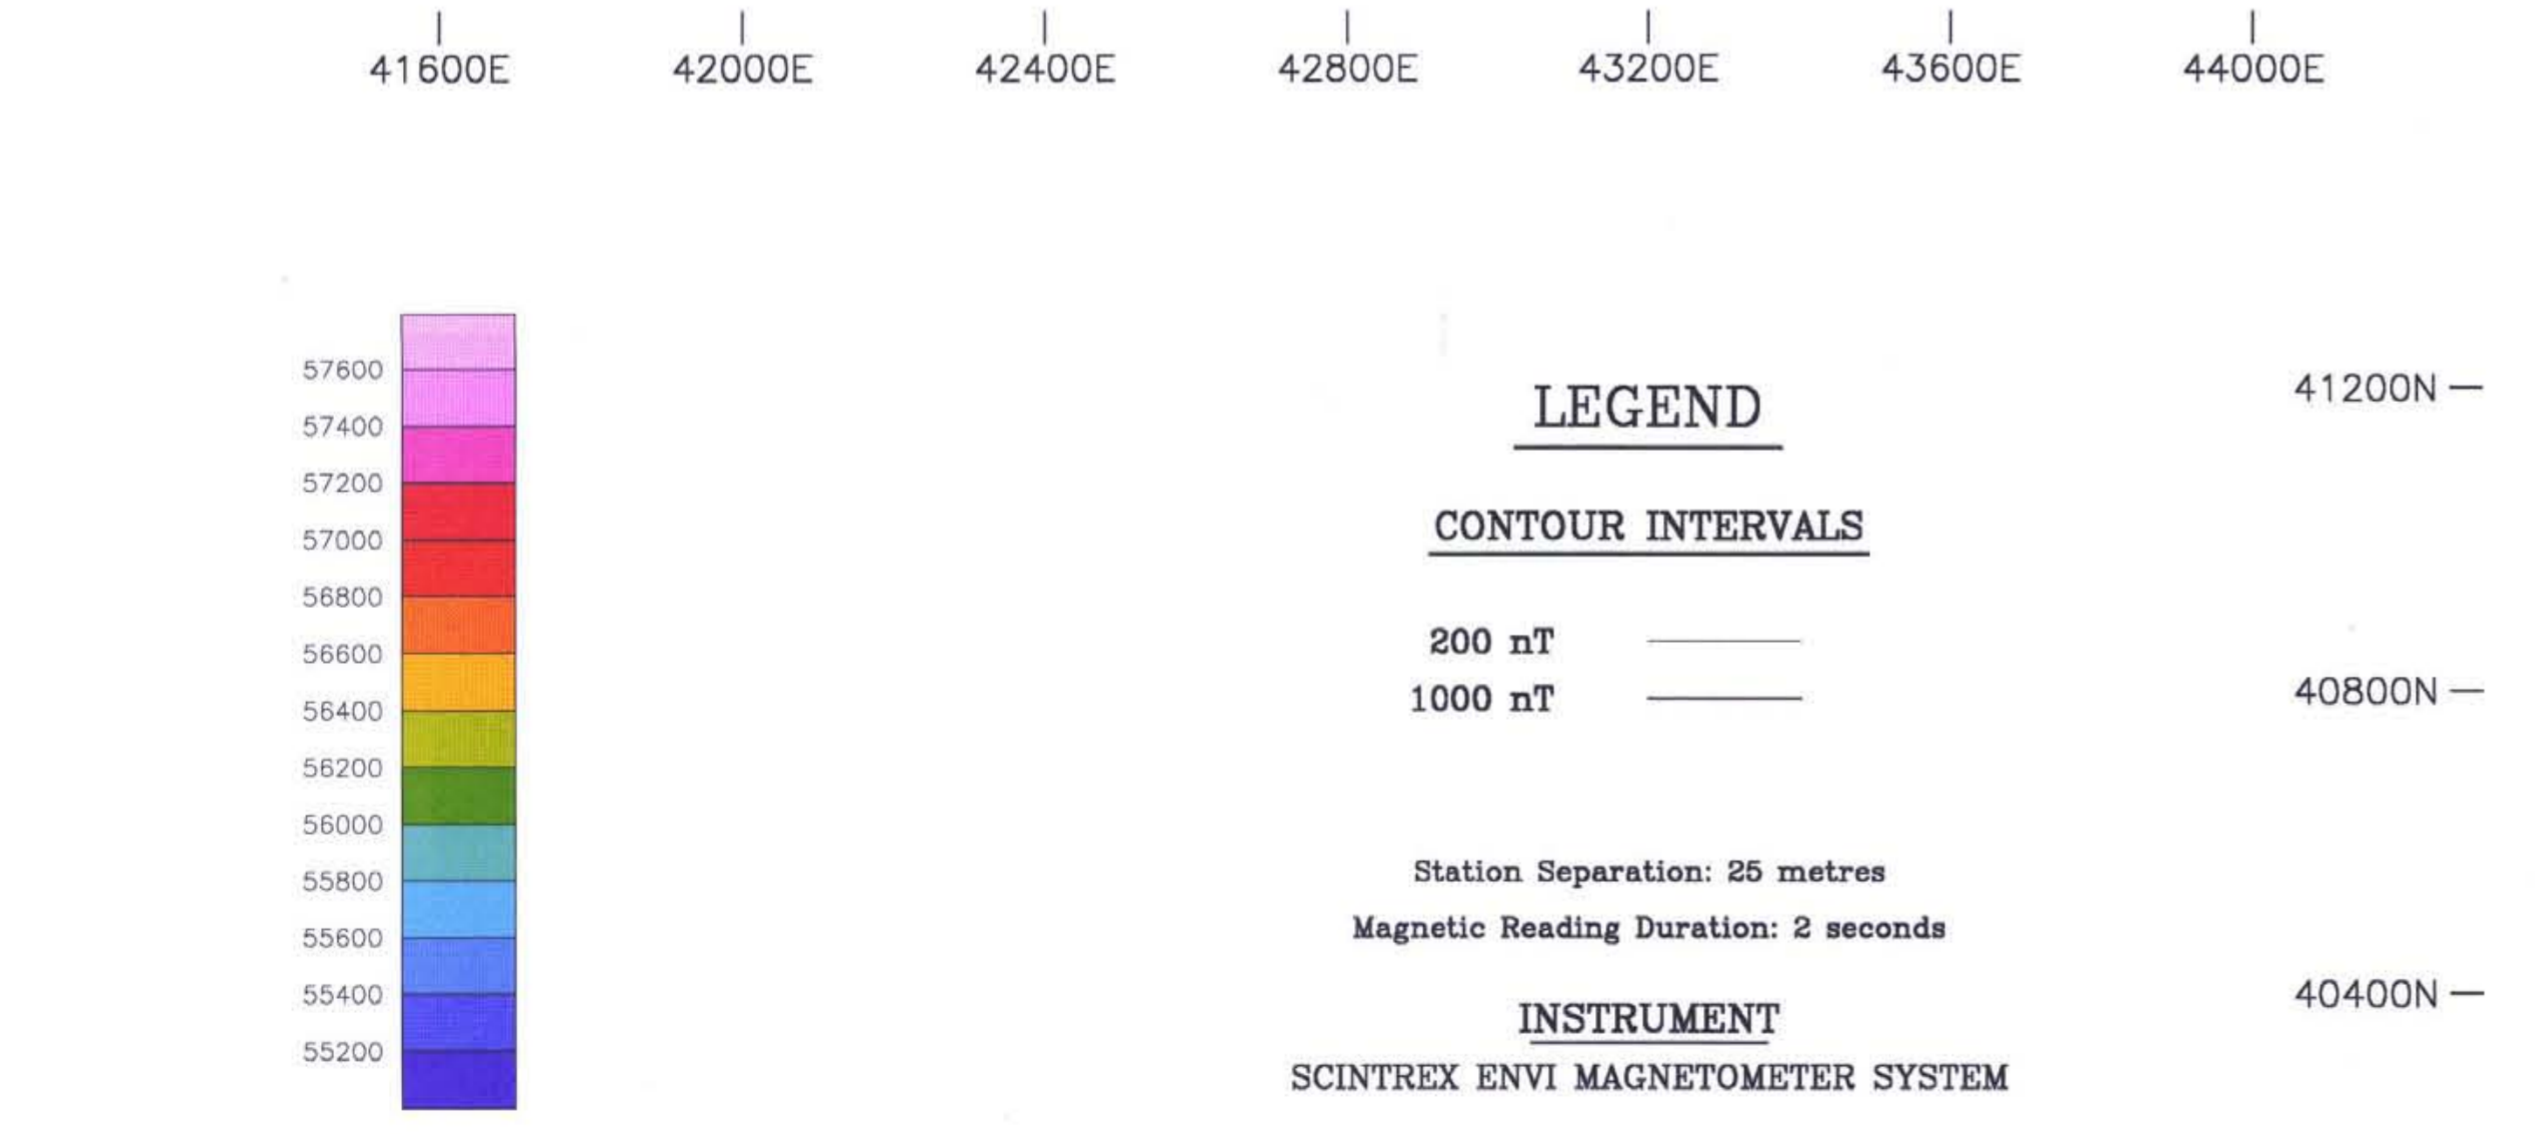 41600E 42000E 42400E 42800E 43200E 43600E 44000E
57600
57400
57200
57000
56800
56600
56400
56200
56000
55800
55600
55400
55200
LEGEND
CONTOUR INTERVALS
200 nT
1000 nT
Station Separation: 25 metres
Magnetic Reading Duration: 2 seconds
INSTRUMENT
SCINTREX ENVI MAGNETOMETER SYSTEM
41200N
40800N
40400N